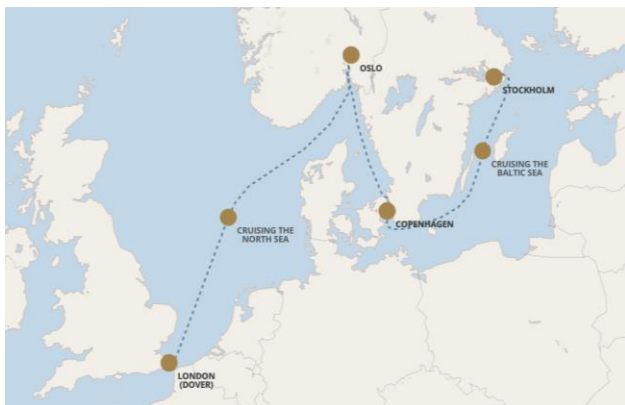 OSLO
STOCKHOLM
CRUISING THE
BALTIC SEA
COPENHAGEN
CRUISING THE
NORTH SEA
LONDON
(DOVER)